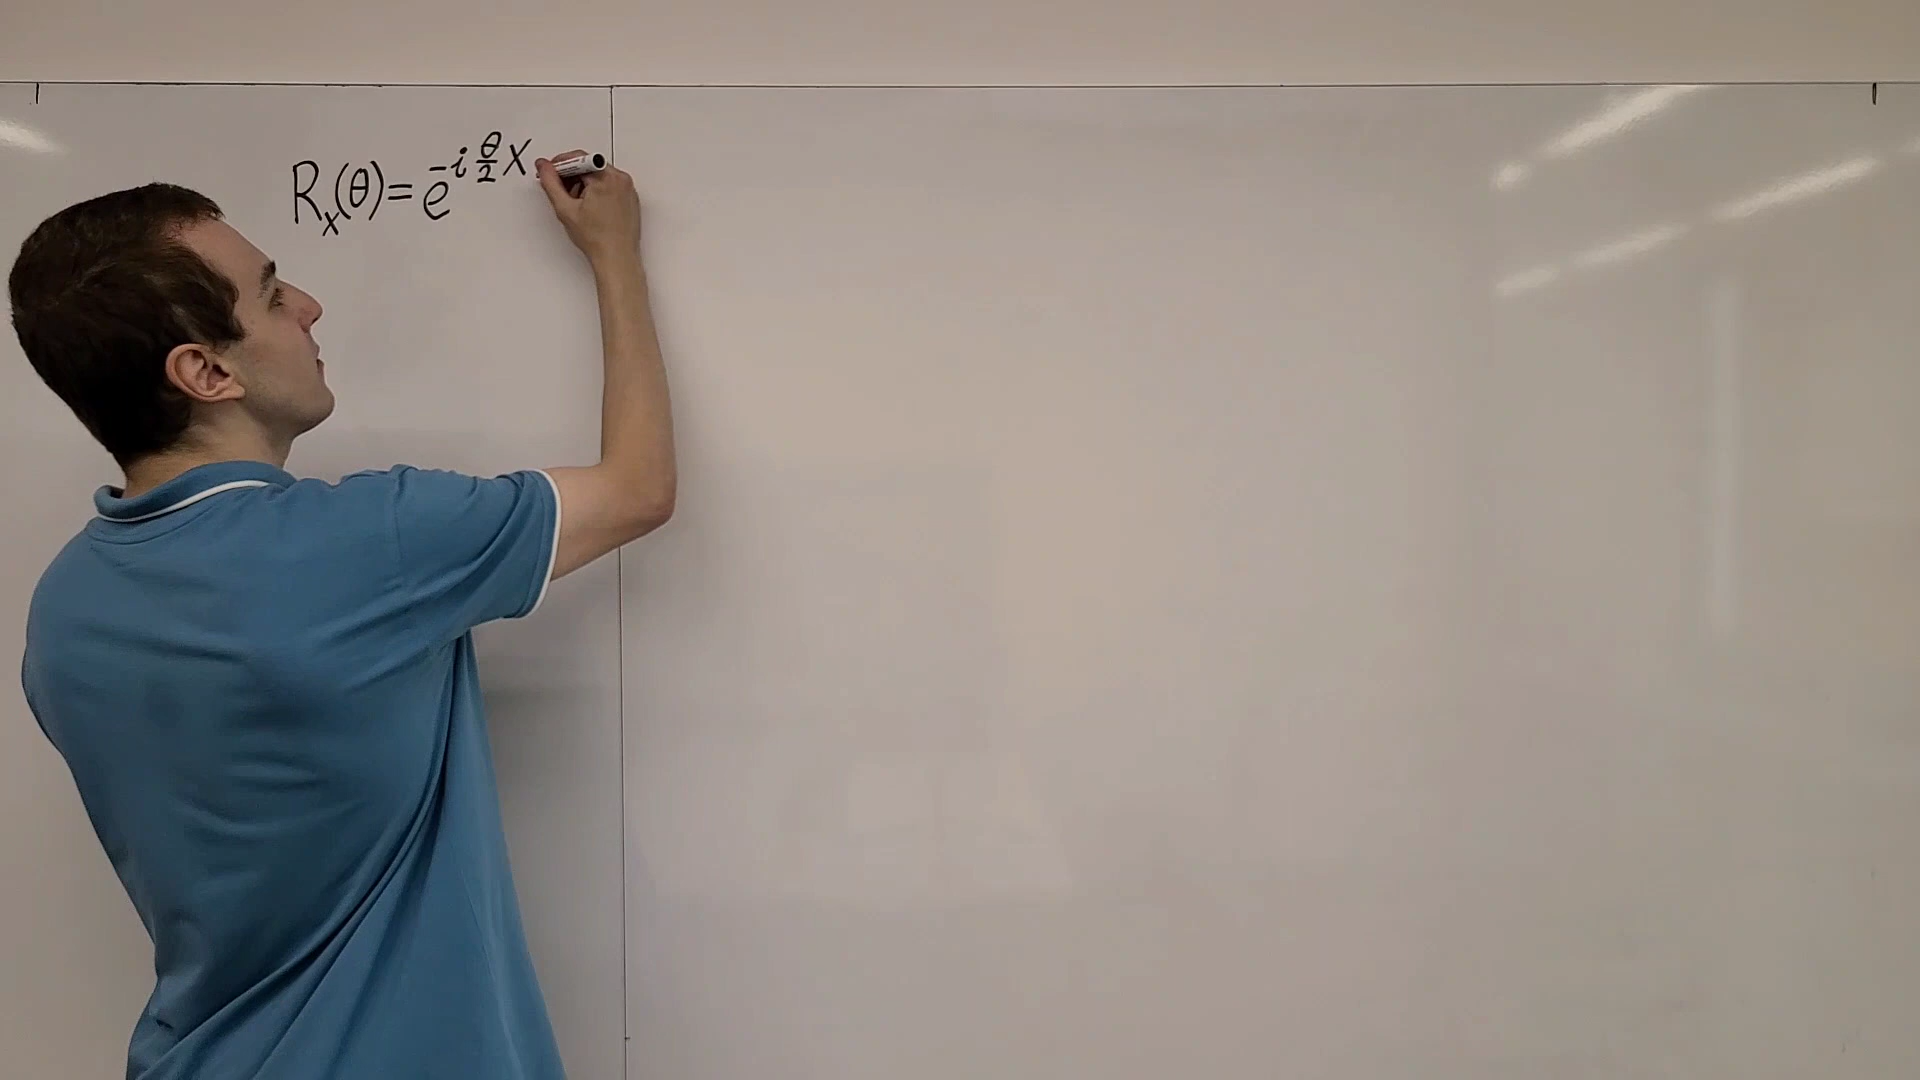 Rₓ(θ) = e^{-i θ/2 X}